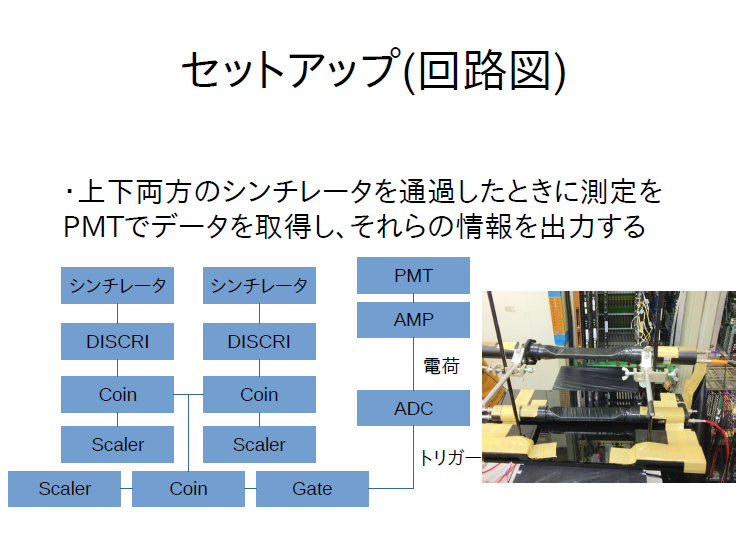 セットアップ(回路図)
・上下両方のシンチレータを通過したときに測定を
PMTでデータを取得し、それらの情報を出力する
シンチレータ
シンチレータ
PMT
DISCRI
DISCRI
AMP
電荷
Coin
Coin
ADC
Scaler
Scaler
トリガー
Scaler
Coin
Gate